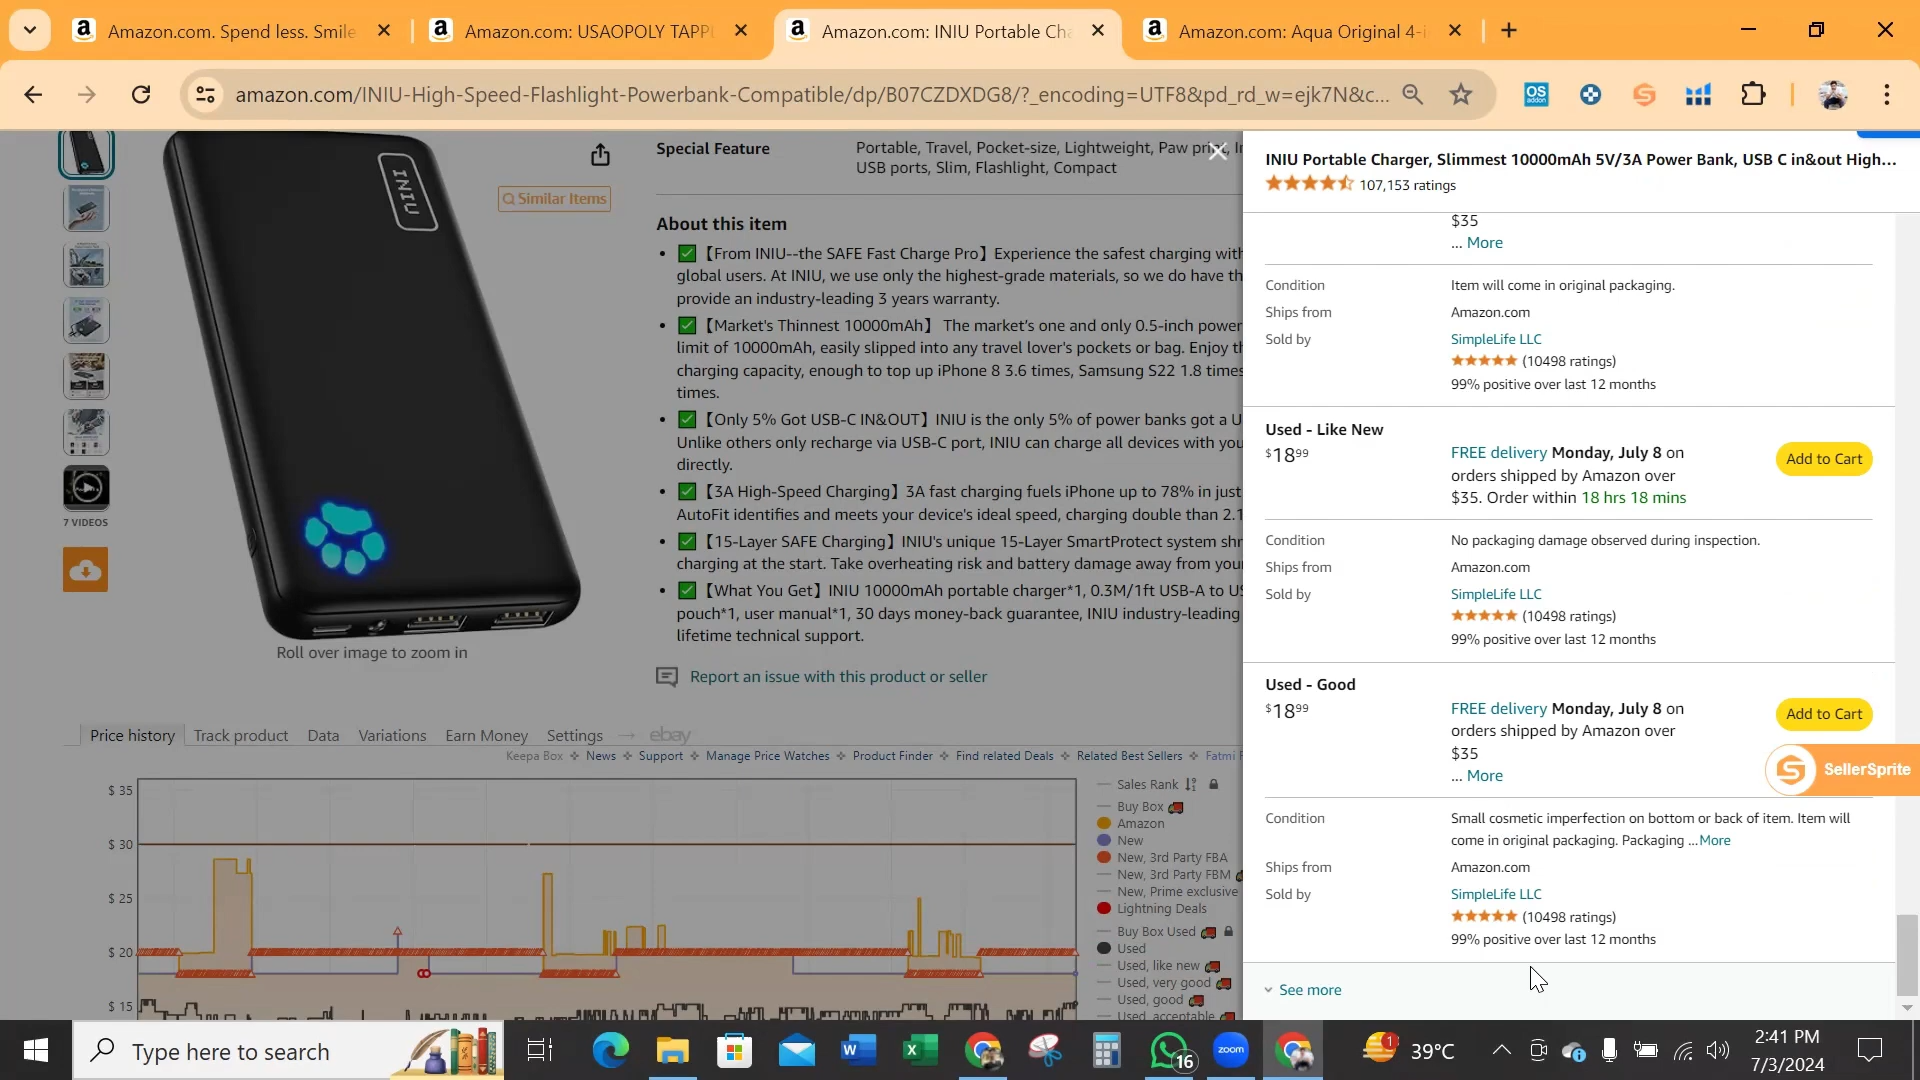 Amazon.com. Spend less. Smile
Amazon.com: USAOPOLY TAPP
Amazon.com: INIU Portable Cha
Amazon.com: Aqua Original 4-i
amazon.com/INIU-High-Speed-Flashlight-Powerbank-Compatible/dp/B07CZDXDG8/?_encoding=UTF8&pd_rd_w=ejk7N&c...
OS
addon
INIU
Similar Items
7 VIDEOS
Roll over image to zoom in
Special Feature
Portable, Travel, Pocket-size, Lightweight, Paw print,
USB ports, Slim, Flashlight, Compact
About this item
✅【From INIU--the SAFE Fast Charge Pro】Experience the safest charging with
global users. At INIU, we use only the highest-grade materials, so we do have th
provide an industry-leading 3 years warranty.
✅【Market's Thinnest 10000mAh】 The market's one and only 0.5-inch power
limit of 10000mAh, easily slipped into any travel lover's pockets or bag. Enjoy th
charging capacity, enough to top up iPhone 8 3.6 times, Samsung S22 1.8 times
times.
✅【Only 5% Got USB-C IN&OUT】INIU is the only 5% of power banks got a U
Unlike others only recharge via USB-C port, INIU can charge all devices with you
directly.
✅【3A High-Speed Charging】3A fast charging fuels iPhone up to 78% in just
AutoFit identifies and meets your device's ideal speed, charging double than 2.1
✅【15-Layer SAFE Charging】INIU's unique 15-Layer SmartProtect system sh
charging at the start. Take overheating risk and battery damage away from you
✅【What You Get】INIU 10000mAh portable charger*1, 0.3M/1ft USB-A to U
pouch*1, user manual*1, 30 days money-back guarantee, INIU industry-leading
lifetime technical support.
Report an issue with this product or seller
Price history Track product Data Variations Earn Money Settings → ebay
Keepa Box News Support Manage Price Watches Product Finder Find related Deals Related Best Sellers Fatmi
$ 35
$ 30
$ 25
$ 20
$ 15
Sales Rank
Buy Box
Amazon
New
New, 3rd Party FBA
New, 3rd Party FBM
New, Prime exclusive
Lightning Deals
Buy Box Used
Used
Used, like new
Used, very good
Used, good
Used, acceptable
INIU Portable Charger, Slimmest 10000mAh 5V/3A Power Bank, USB C in&out High...
107,153 ratings
$35
... More
Condition Item will come in original packaging.
Ships from Amazon.com
Sold by SimpleLife LLC
(10498 ratings)
99% positive over last 12 months
Used - Like New
$1899
FREE delivery Monday, July 8 on
orders shipped by Amazon over
$35. Order within 18 hrs 18 mins
Add to Cart
Condition No packaging damage observed during inspection.
Ships from Amazon.com
Sold by SimpleLife LLC
(10498 ratings)
99% positive over last 12 months
Used - Good
$1899
FREE delivery Monday, July 8 on
orders shipped by Amazon over
$35
... More
Add to Cart
SellerSprite
Condition Small cosmetic imperfection on bottom or back of item. Item will
come in original packaging. Packaging ...More
Ships from Amazon.com
Sold by SimpleLife LLC
(10498 ratings)
99% positive over last 12 months
See more
Type here to search
16
zoom
1
39°C
2:41 PM
7/3/2024